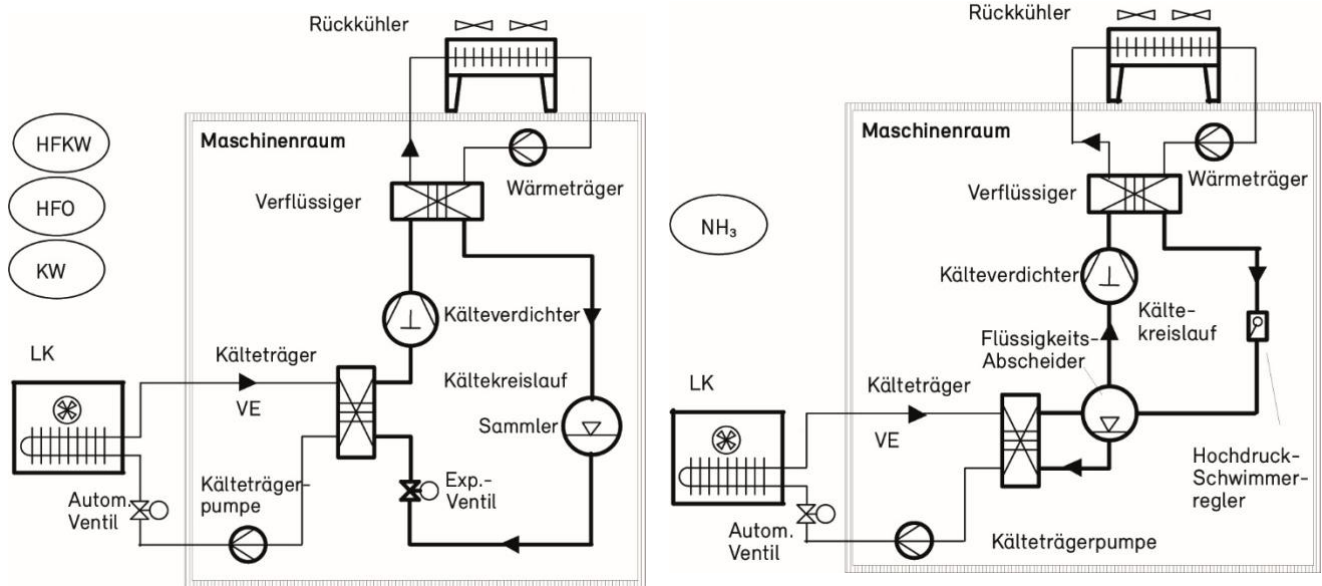 Rückkühler
HFKW
HFO
KW
Maschinenraum
Wärmeträger
Verflüssiger
Kälteverdichter
LK
Kälteträger
VE
Kältekreislauf
Sammler
Autom.
Ventil
Kälteträger-
pumpe
Exp.-
Ventil
Rückkühler
NH₃
Maschinenraum
Wärmeträger
Verflüssiger
Kälteverdichter
Kälte-
kreislauf
Flüssigkeits-
Abscheider
LK
Kälteträger
VE
Hochdruck-
Schwimmer-
regler
Autom.
Ventil
Kälteträgerpumpe